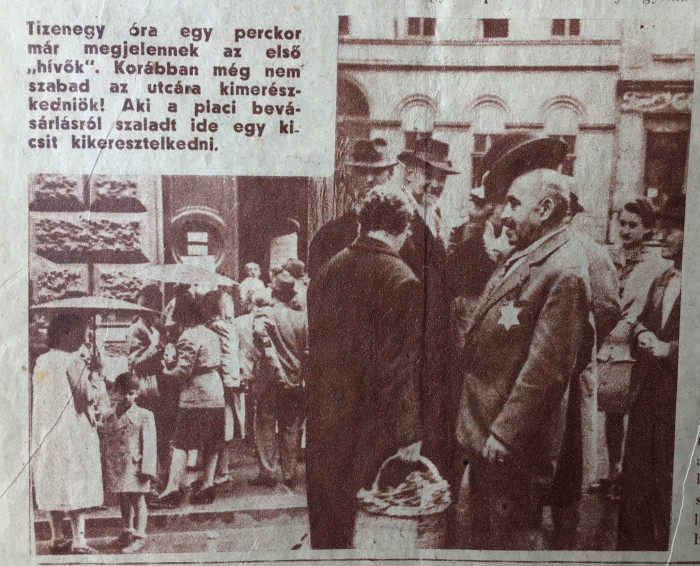 Tizenegy óra egy perckor
már megjelennek az első
„hívők“. Korábban még nem
szabad az utcára kimerész-
kedniök! Aki a piaci bevá-
sárlásról szaladt ide egy ki-
csit kikeresztelkedni.